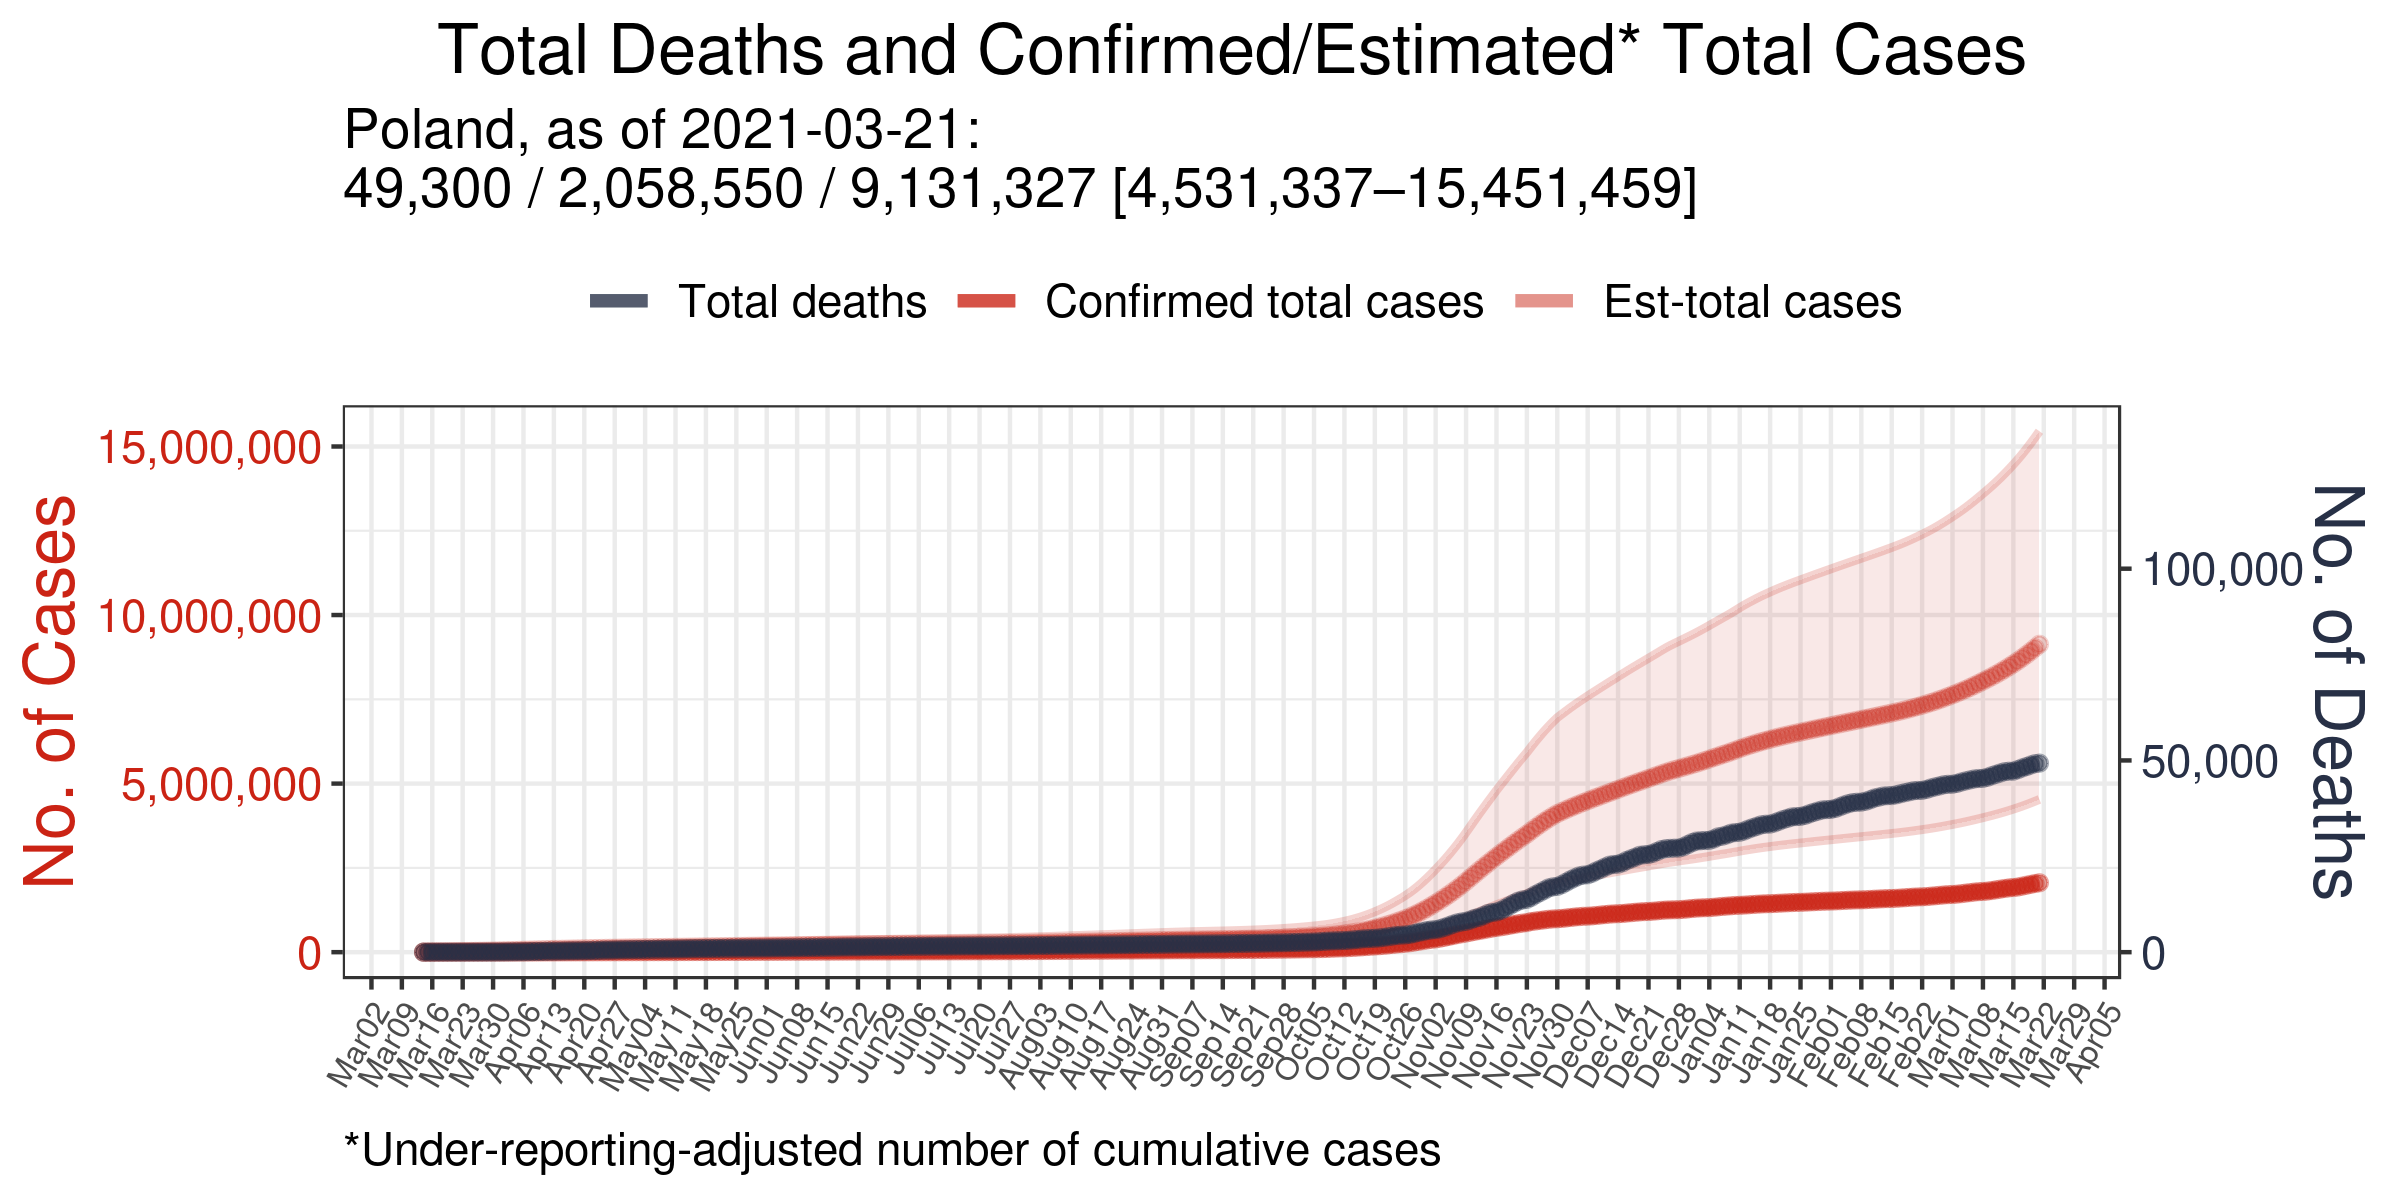 Total Deaths and Confirmed/Estimated* Total Cases
Poland, as of 2021-03-21:
49,300 / 2,058,550 / 9,131,327 [4,531,337–15,451,459]
Total deaths
Confirmed total cases
Est-total cases
No. of Cases
15,000,000
10,000,000
5,000,000
0
100,000
50,000
0
No. of Deaths
Mar02
Mar09
Mar16
Mar23
Mar30
Apr06
Apr13
Apr20
Apr27
May04
May11
May18
May25
Jun01
Jun08
Jun15
Jun22
Jun29
Jul06
Jul13
Jul20
Jul27
Aug03
Aug10
Aug17
Aug24
Aug31
Sep07
Sep14
Sep21
Sep28
Oct05
Oct12
Oct19
Oct26
Nov02
Nov09
Nov16
Nov23
Nov30
Dec07
Dec14
Dec21
Dec28
Jan04
Jan11
Jan18
Jan25
Feb01
Feb08
Feb15
Feb22
Mar01
Mar08
Mar15
Mar22
Mar29
Apr05
*Under-reporting-adjusted number of cumulative cases